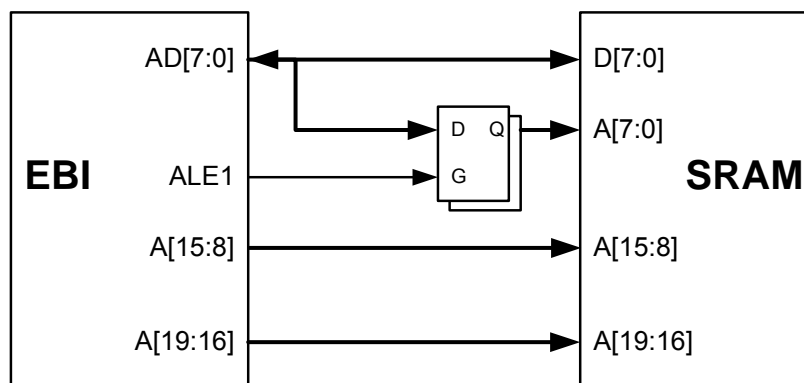 AD[7:0] D[7:0]
D Q A[7:0]
EBI ALE1 G SRAM
A[15:8] A[15:8]
A[19:16] A[19:16]